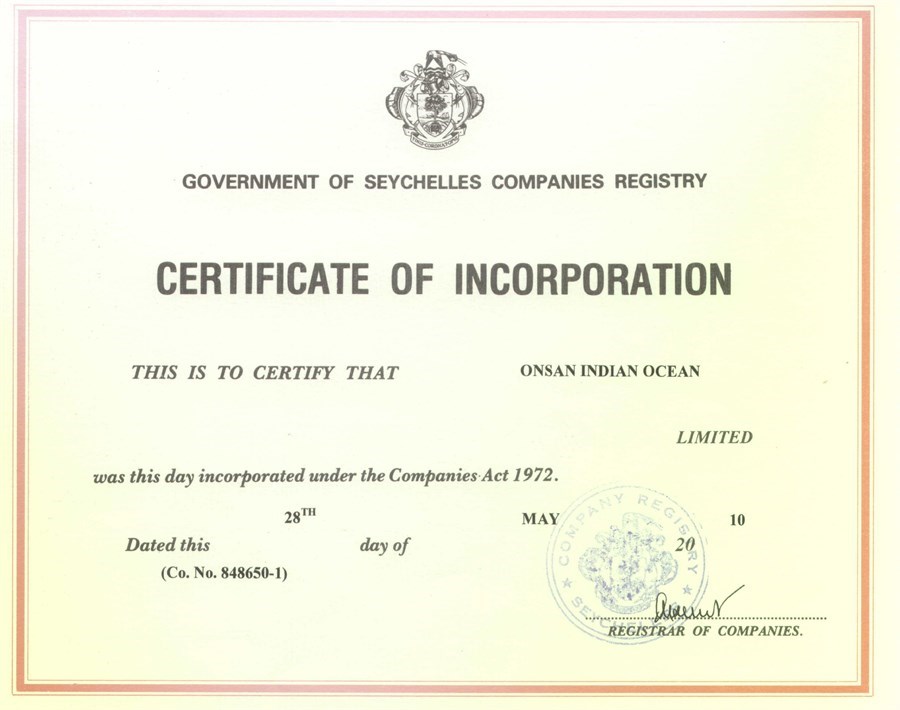 GOVERNMENT OF SEYCHELLES COMPANIES REGISTRY
CERTIFICATE OF INCORPORATION
THIS IS TO CERTIFY THAT ONSAN INDIAN OCEAN
LIMITED
was this day incorporated under the Companies Act 1972.
28TH MAY 10
Dated this day of 20
(Co. No. 848650-1)
COMPANY REGISTRY
SEYCHELLES
REGISTRAR OF COMPANIES.